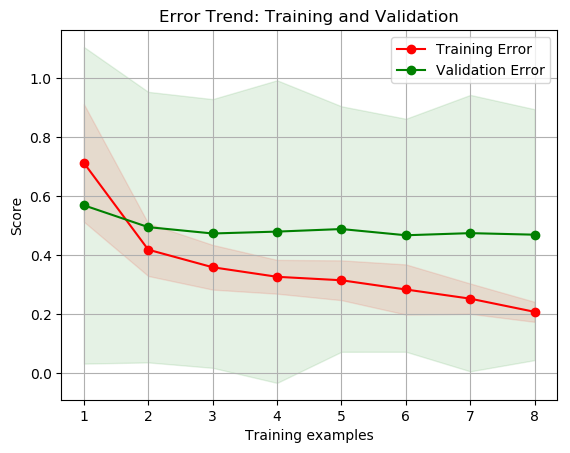 Error Trend: Training and Validation
Training Error
Validation Error
1.0
0.8
0.6
0.4
0.2
0.0
Score
1 2 3 4 5 6 7 8
Training examples